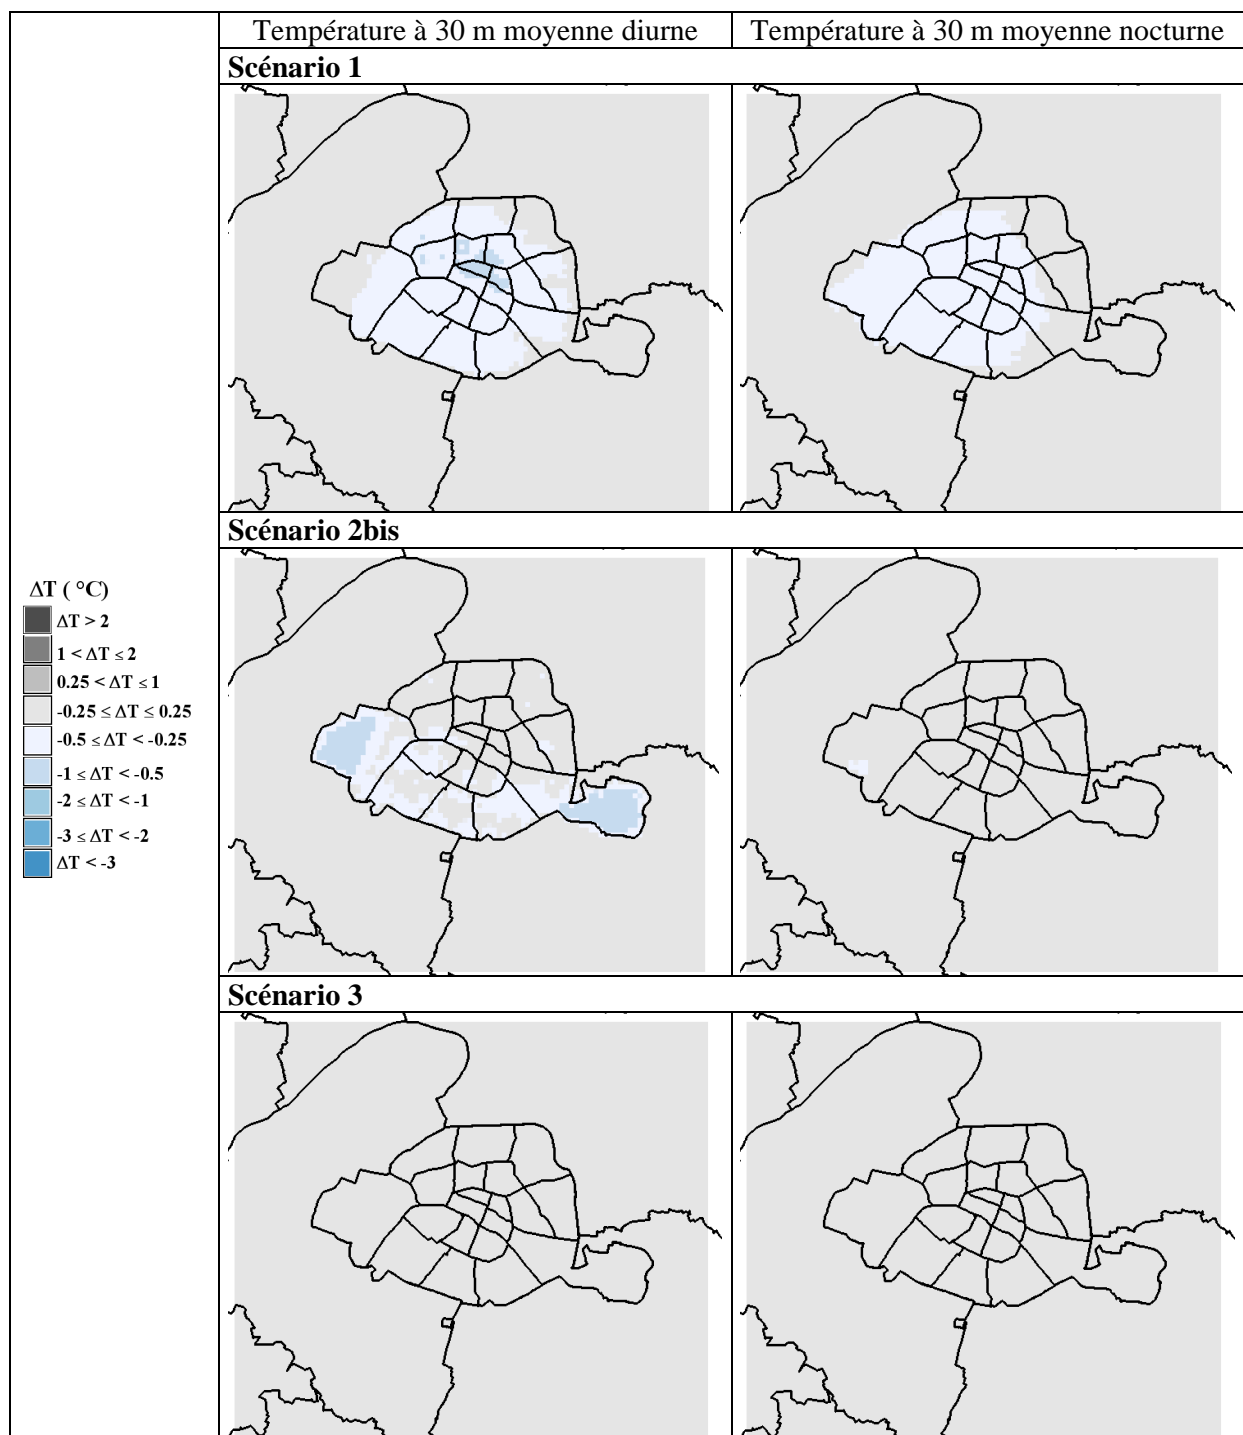 Température à 30 m moyenne diurne
Température à 30 m moyenne nocturne
Scénario 1
Scénario 2bis
ΔT ( °C)
ΔT > 2
1 < ΔT ≤ 2
0.25 < ΔT ≤ 1
-0.25 ≤ ΔT ≤ 0.25
-0.5 ≤ ΔT < -0.25
-1 ≤ ΔT < -0.5
-2 ≤ ΔT < -1
-3 ≤ ΔT < -2
ΔT < -3
Scénario 3